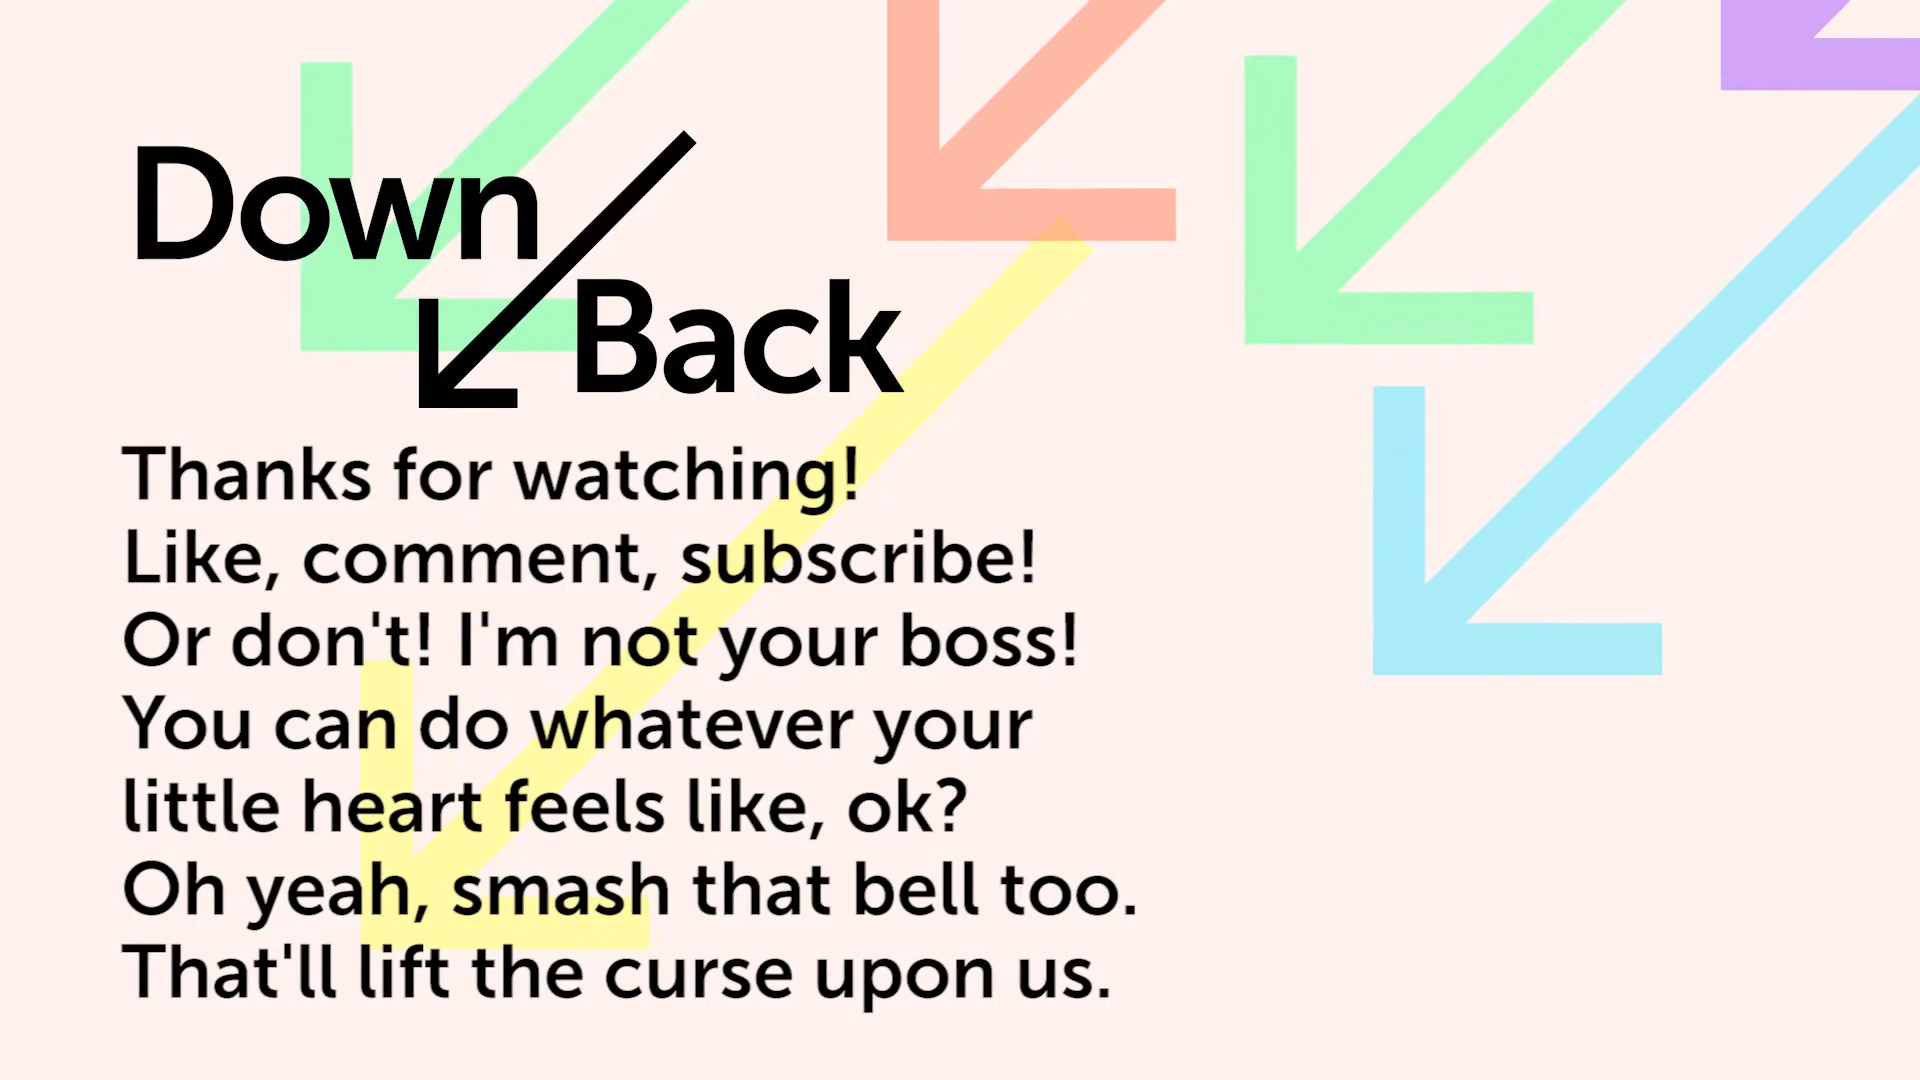 Down
Back
Thanks for watching!
Like, comment, subscribe!
Or don't! I'm not your boss!
You can do whatever your
little heart feels like, ok?
Oh yeah, smash that bell too.
That'll lift the curse upon us.